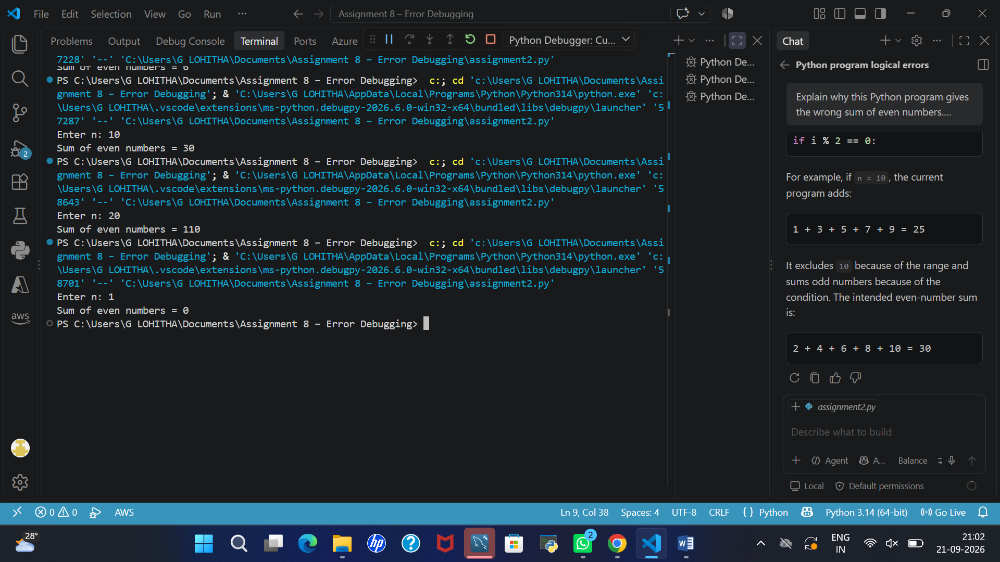 File Edit Selection View Go Run ··· Assignment 8 – Error Debugging
Problems Output Debug Console Terminal Ports Azure Python Debugger: Cu...
7228' '--' 'C:\Users\G LOHITHA\Documents\Assignment 8 – Error Debugging\assignment2.py'
Sum of even numbers = 6
PS C:\Users\G LOHITHA\Documents\Assignment 8 – Error Debugging> c:; cd 'c:\Users\G LOHITHA\Documents\Assi
gnment 8 – Error Debugging'; & 'C:\Users\G LOHITHA\AppData\Local\Programs\Python\Python314\python.exe' 'c:
\Users\G LOHITHA\.vscode\extensions\ms-python.debugpy-2026.6.0-win32-x64\bundled\libs\debugpy\launcher' '5
7287' '--' 'C:\Users\G LOHITHA\Documents\Assignment 8 – Error Debugging\assignment2.py'
Enter n: 10
Sum of even numbers = 30
PS C:\Users\G LOHITHA\Documents\Assignment 8 – Error Debugging> c:; cd 'c:\Users\G LOHITHA\Documents\Assi
gnment 8 – Error Debugging'; & 'C:\Users\G LOHITHA\AppData\Local\Programs\Python\Python314\python.exe' 'c:
\Users\G LOHITHA\.vscode\extensions\ms-python.debugpy-2026.6.0-win32-x64\bundled\libs\debugpy\launcher' '5
8643' '--' 'C:\Users\G LOHITHA\Documents\Assignment 8 – Error Debugging\assignment2.py'
Enter n: 20
Sum of even numbers = 110
PS C:\Users\G LOHITHA\Documents\Assignment 8 – Error Debugging> c:; cd 'c:\Users\G LOHITHA\Documents\Assi
gnment 8 – Error Debugging'; & 'C:\Users\G LOHITHA\AppData\Local\Programs\Python\Python314\python.exe' 'c:
\Users\G LOHITHA\.vscode\extensions\ms-python.debugpy-2026.6.0-win32-x64\bundled\libs\debugpy\launcher' '5
8701' '--' 'C:\Users\G LOHITHA\Documents\Assignment 8 – Error Debugging\assignment2.py'
Enter n: 1
Sum of even numbers = 0
PS C:\Users\G LOHITHA\Documents\Assignment 8 – Error Debugging>
Python De...
Python De...
Python De...
2
aws
Chat
Python program logical errors
Explain why this Python program gives
the wrong sum of even numbers....
if i % 2 == 0:
For example, if n = 10, the current
program adds:
1 + 3 + 5 + 7 + 9 = 25
It excludes 10 because of the range and
sums odd numbers because of the
condition. The intended even-number sum
is:
2 + 4 + 6 + 8 + 10 = 30
assignment2.py
Describe what to build
Agent A... Balance
Local Default permissions
0 0 AWS Ln 9, Col 38 Spaces: 4 UTF-8 CRLF { } Python Python 3.14 (64-bit) Go Live
28°
hp
?
2
W
ENG
IN
21:02
21-09-2026